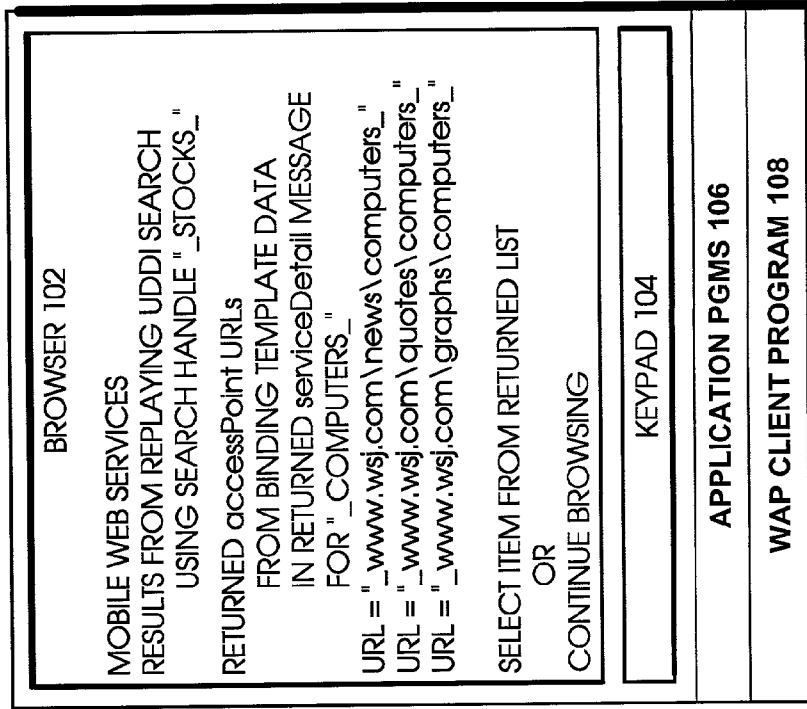 BROWSER 102
MOBILE WEB SERVICES
RESULTS FROM REPLAYING UDDI SEARCH
USING SEARCH HANDLE "_STOCKS_"
RETURNED accessPoint URLs
FROM BINDING TEMPLATE DATA
IN RETURNED serviceDetail MESSAGE
FOR "_COMPUTERS_"
URL = "_www.wsj.com\news\computers_"
URL = "_www.wsj.com\quotes\computers_"
URL = "_www.wsj.com\graphs\computers_"
SELECT ITEM FROM RETURNED LIST
OR
CONTINUE BROWSING
KEYPAD 104
APPLICATION PGMS 106
WAP CLIENT PROGRAM 108